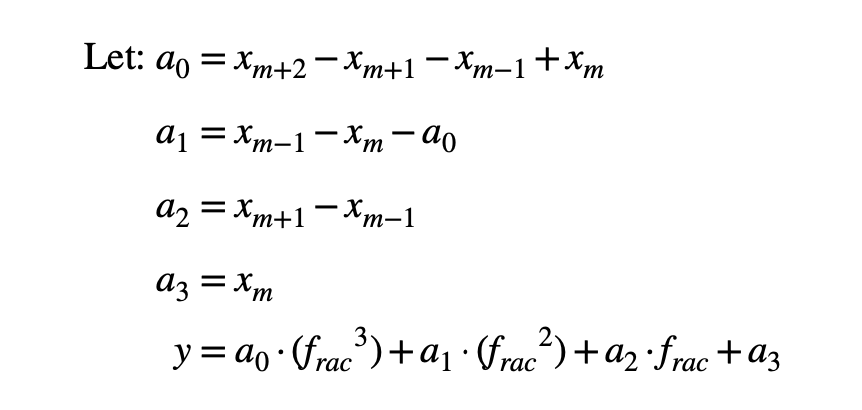 Let: a₀ = xₘ₊₂ − xₘ₊₁ − xₘ₋₁ + xₘ
a₁ = xₘ₋₁ − xₘ − a₀
a₂ = xₘ₊₁ − xₘ₋₁
a₃ = xₘ
y = a₀ · (f_rac³) + a₁ · (f_rac²) + a₂ · f_rac + a₃